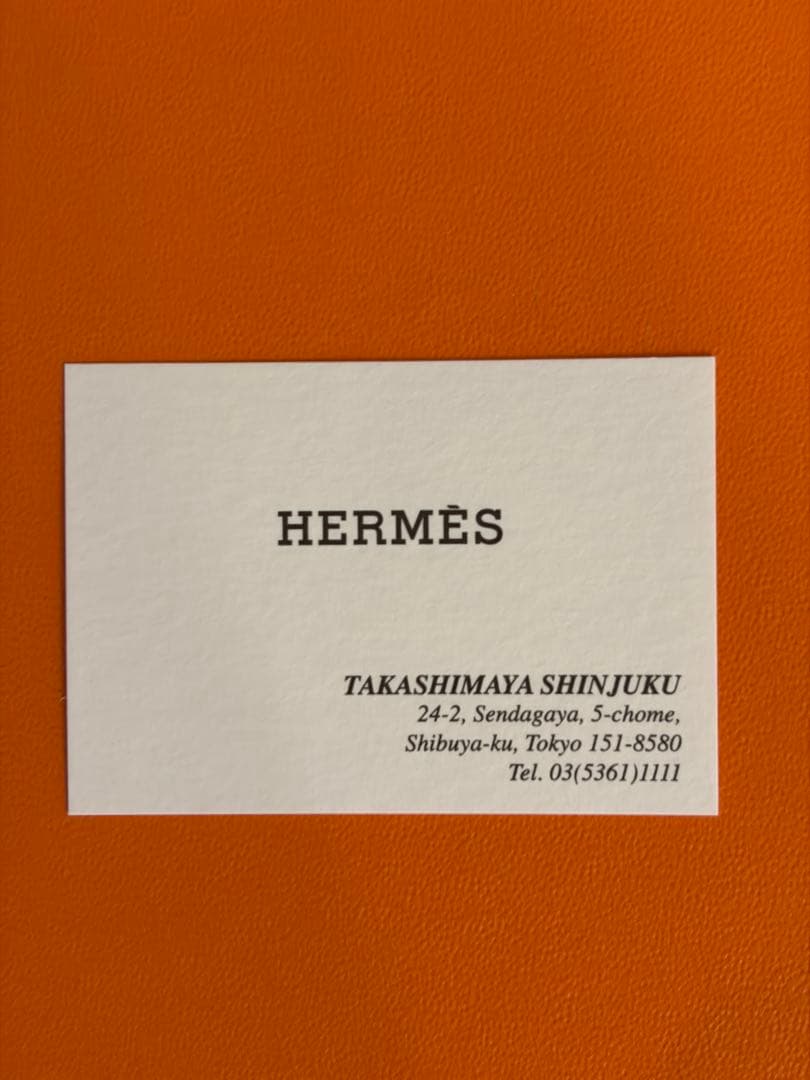 HERMÈS
TAKASHIMAYA SHINJUKU
24-2, Sendagaya, 5-chome,
Shibuya-ku, Tokyo 151-8580
Tel. 03(5361)1111